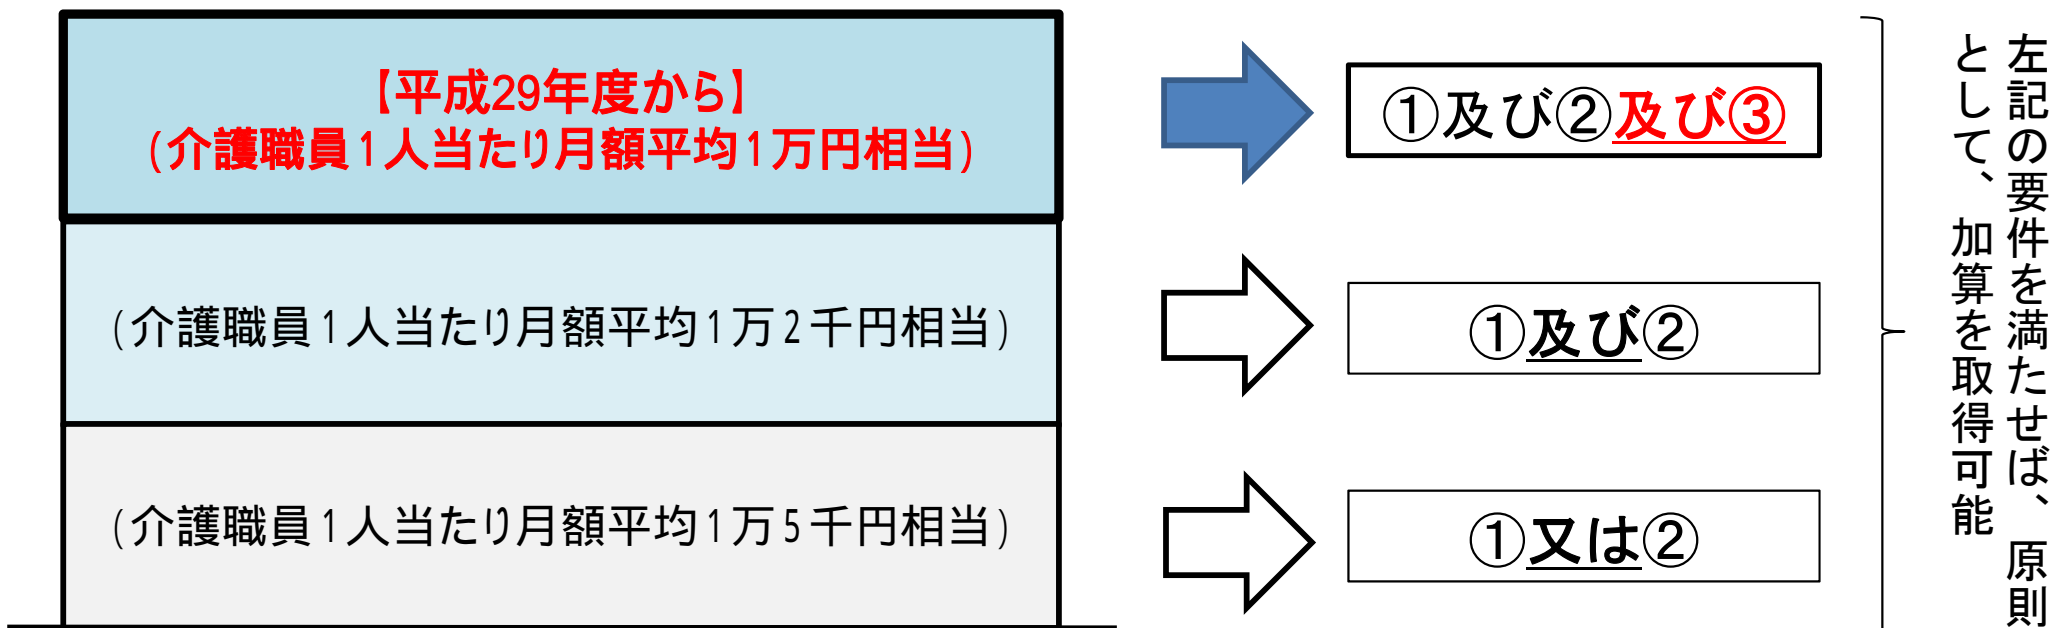 【平成29年度から】
(介護職員1人当たり月額平均1万円相当)
①及び②及び③
(介護職員1人当たり月額平均1万2千円相当)
①及び②
(介護職員1人当たり月額平均1万5千円相当)
①又は②
左記の要件を満たせば、原則
として、加算を取得可能